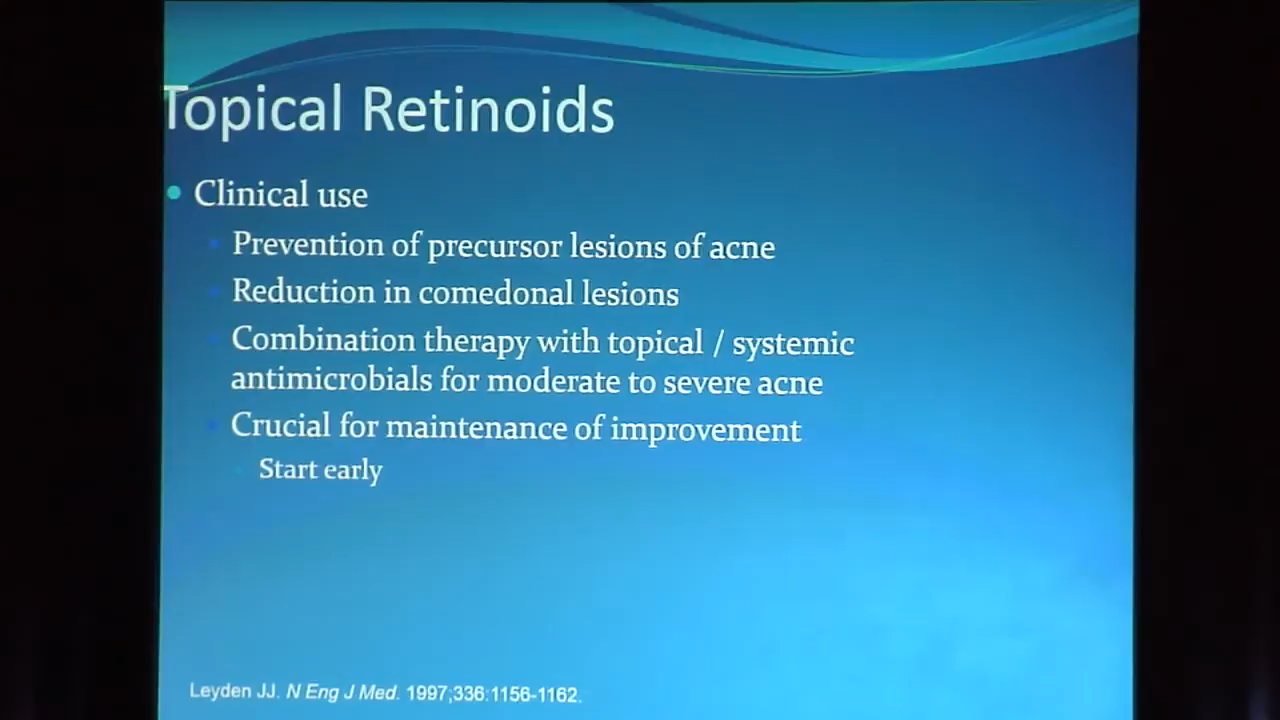 Topical Retinoids
Clinical use
Prevention of precursor lesions of acne
Reduction in comedonal lesions
Combination therapy with topical / systemic
antimicrobials for moderate to severe acne
Crucial for maintenance of improvement
Start early
Leyden JJ. N Eng J Med. 1997;336:1156-1162.